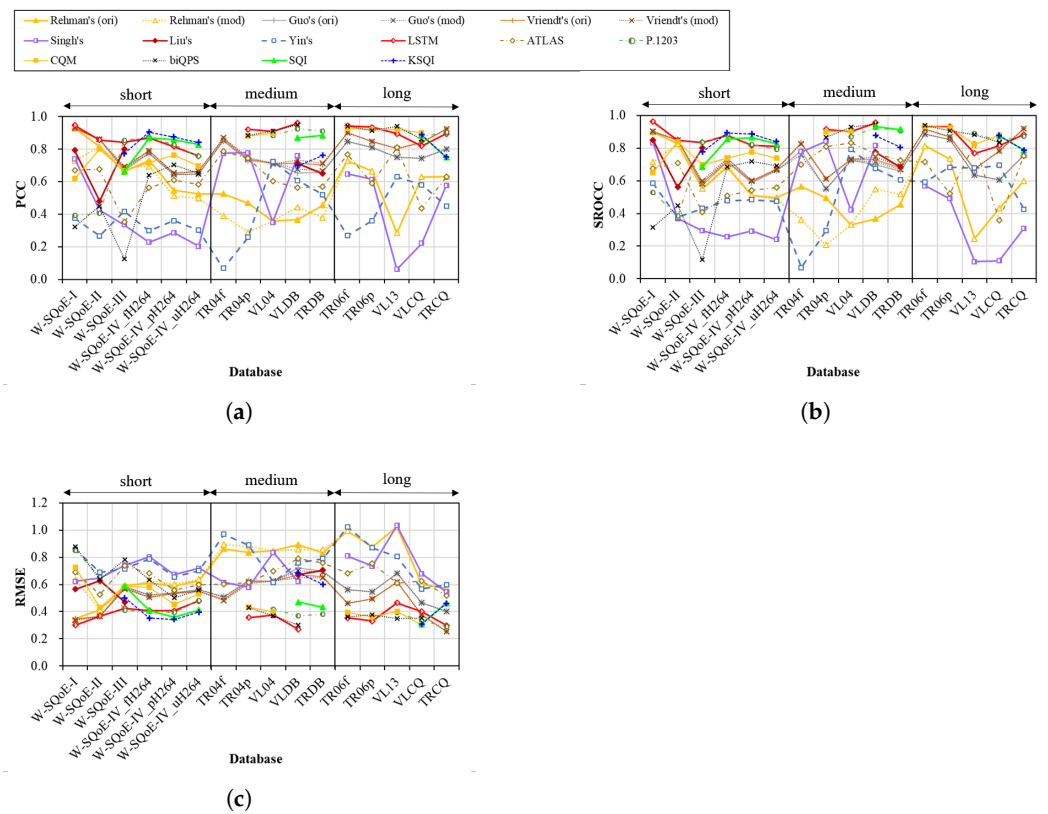 Rehman's (ori) Rehman's (mod) Guo's (ori) Guo's (mod) Vriendt's (ori) Vriendt's (mod)
Singh's Liu's Yin's LSTM ATLAS P.1203
CQM biQPS SQI KSQI
short medium long
1.0
0.8
0.6
0.4
0.2
0.0
PCC
W-SQoE-I
W-SQoE-II
W-SQoE-III
W-SQoE-IV_fH264
W-SQoE-IV_pH264
W-SQoE-IV_uH264
TR04f
TR04p
VL04
VLDB
TRDB
TR06f
TR06p
VL13
VLCQ
TRCQ
Database
(a)
short medium long
1.0
0.8
0.6
0.4
0.2
0.0
SROCC
W-SQoE-I
W-SQoE-II
W-SQoE-III
W-SQoE-IV_fH264
W-SQoE-IV_pH264
W-SQoE-IV_uH264
TR04f
TR04p
VL04
VLDB
TRDB
TR06f
TR06p
VL13
VLCQ
TRCQ
Database
(b)
short medium long
1.2
1.0
0.8
0.6
0.4
0.2
0.0
RMSE
W-SQoE-I
W-SQoE-II
W-SQoE-III
W-SQoE-IV_fH264
W-SQoE-IV_pH264
W-SQoE-IV_uH264
TR04f
TR04p
VL04
VLDB
TRDB
TR06f
TR06p
VL13
VLCQ
TRCQ
Database
(c)